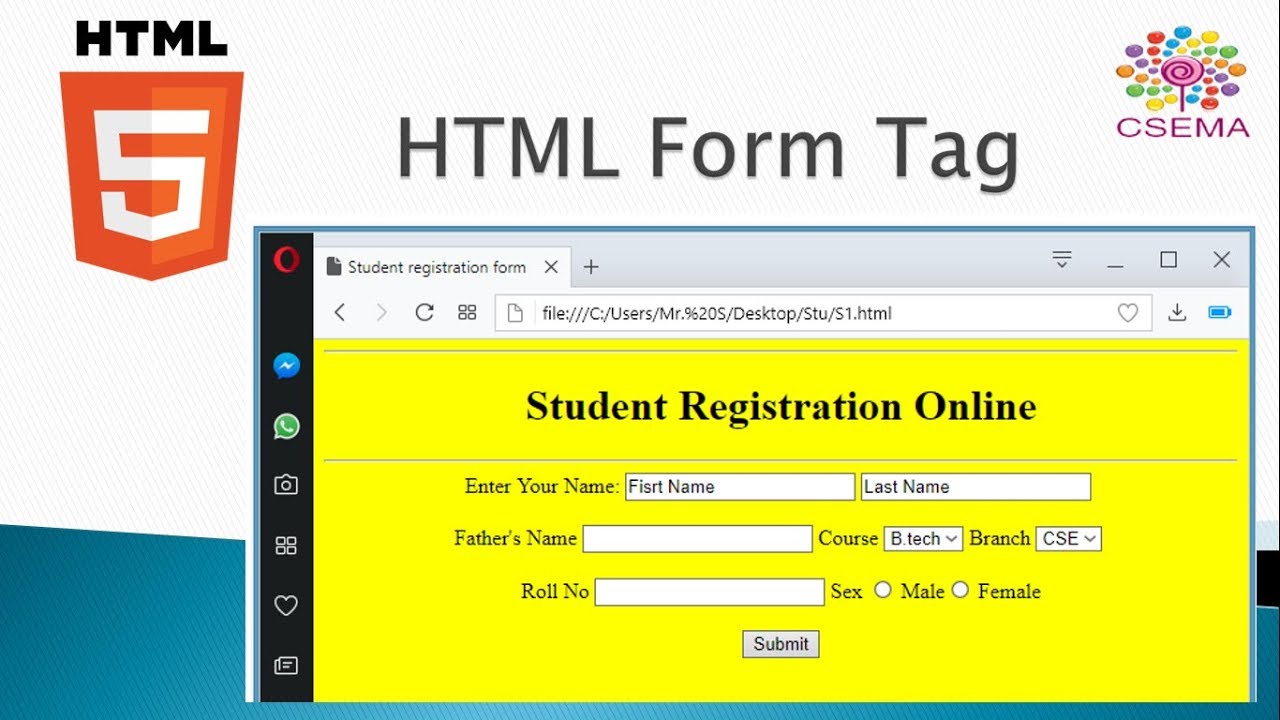 HTML
CSEMA
HTML Form Tag
Student registration form
file:///C:/Users/Mr.%20S/Desktop/Stu/S1.html
Student Registration Online
Enter Your Name: Fisrt Name Last Name
Father's Name Course B.tech Branch CSE
Roll No Sex Male Female
Submit